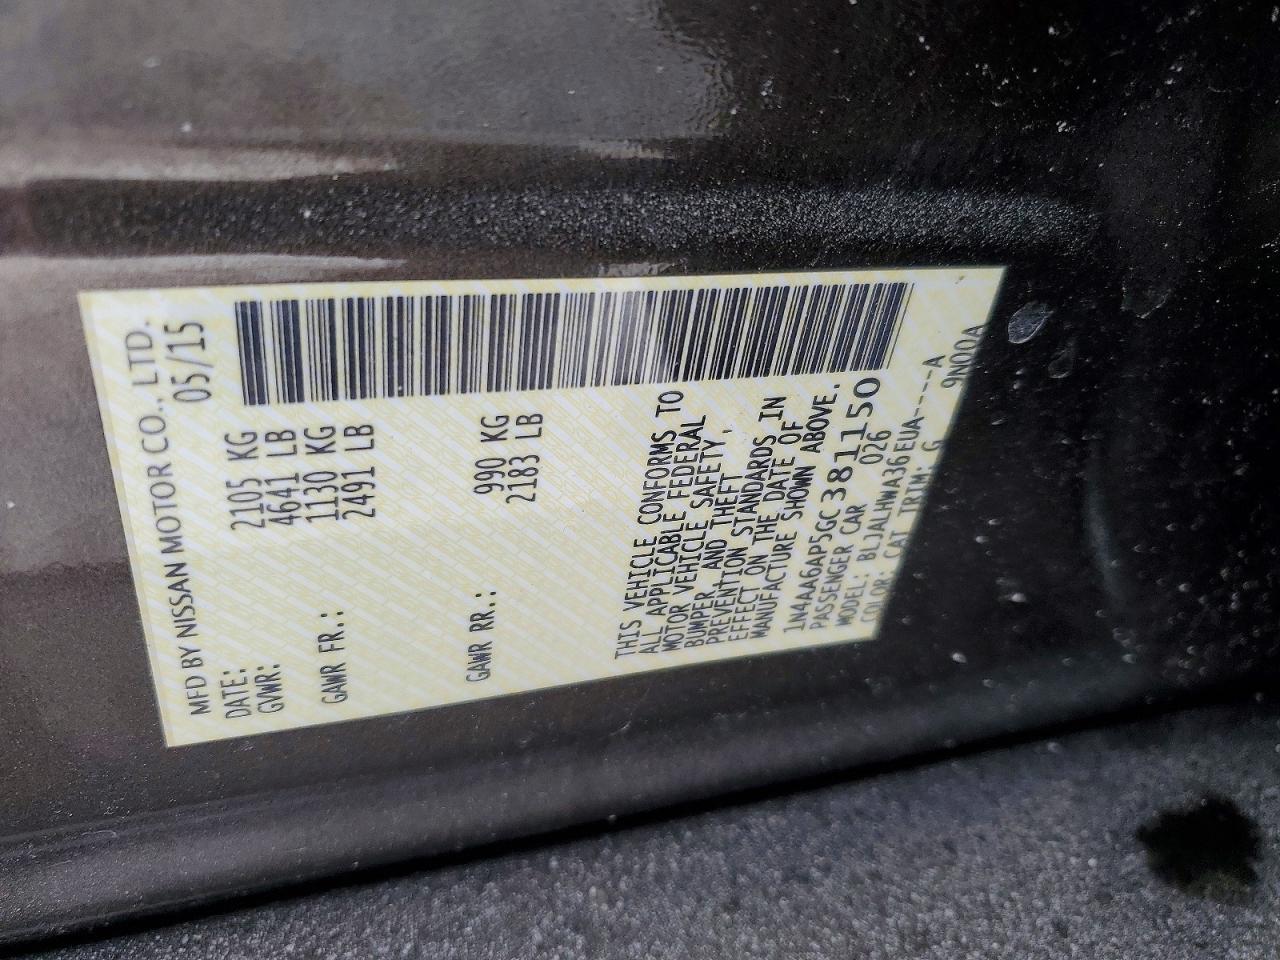 MFD BY NISSAN MOTOR CO., LTD.
DATE: 05/15
GVWR: 2105 KG
4641 LB
GAWR FR.: 1130 KG
2491 LB
GAWR RR.: 990 KG
2183 LB
THIS VEHICLE CONFORMS TO
ALL APPLICABLE FEDERAL
MOTOR VEHICLE SAFETY,
BUMPER, AND THEFT
PREVENTION STANDARDS IN
EFFECT ON THE DATE OF
MANUFACTURE SHOWN ABOVE.
1N4AA6AP5GC381150
PASSENGER CAR 026
MODEL: BLJALHWA36EUA-----A
COLOR: CAT TRIM: G 9N00A